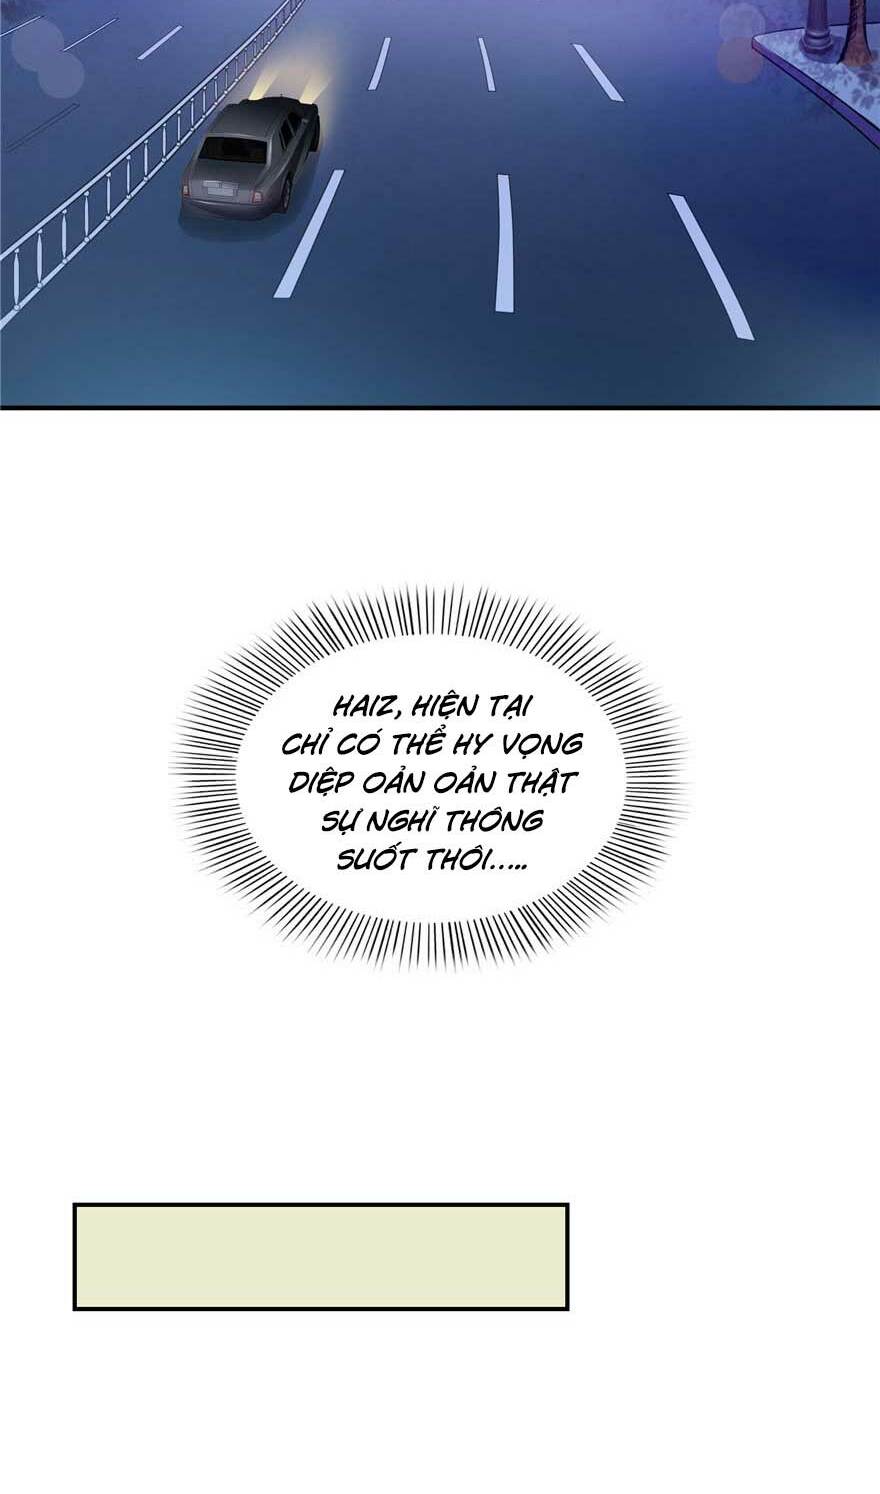 HAIZ, HIỆN TẠI
CHỈ CÓ THỂ HY VỌNG
DIỆP OẢN OẢN THẬT
SỰ NGHĨ THÔNG
SUỐT THÔI.....